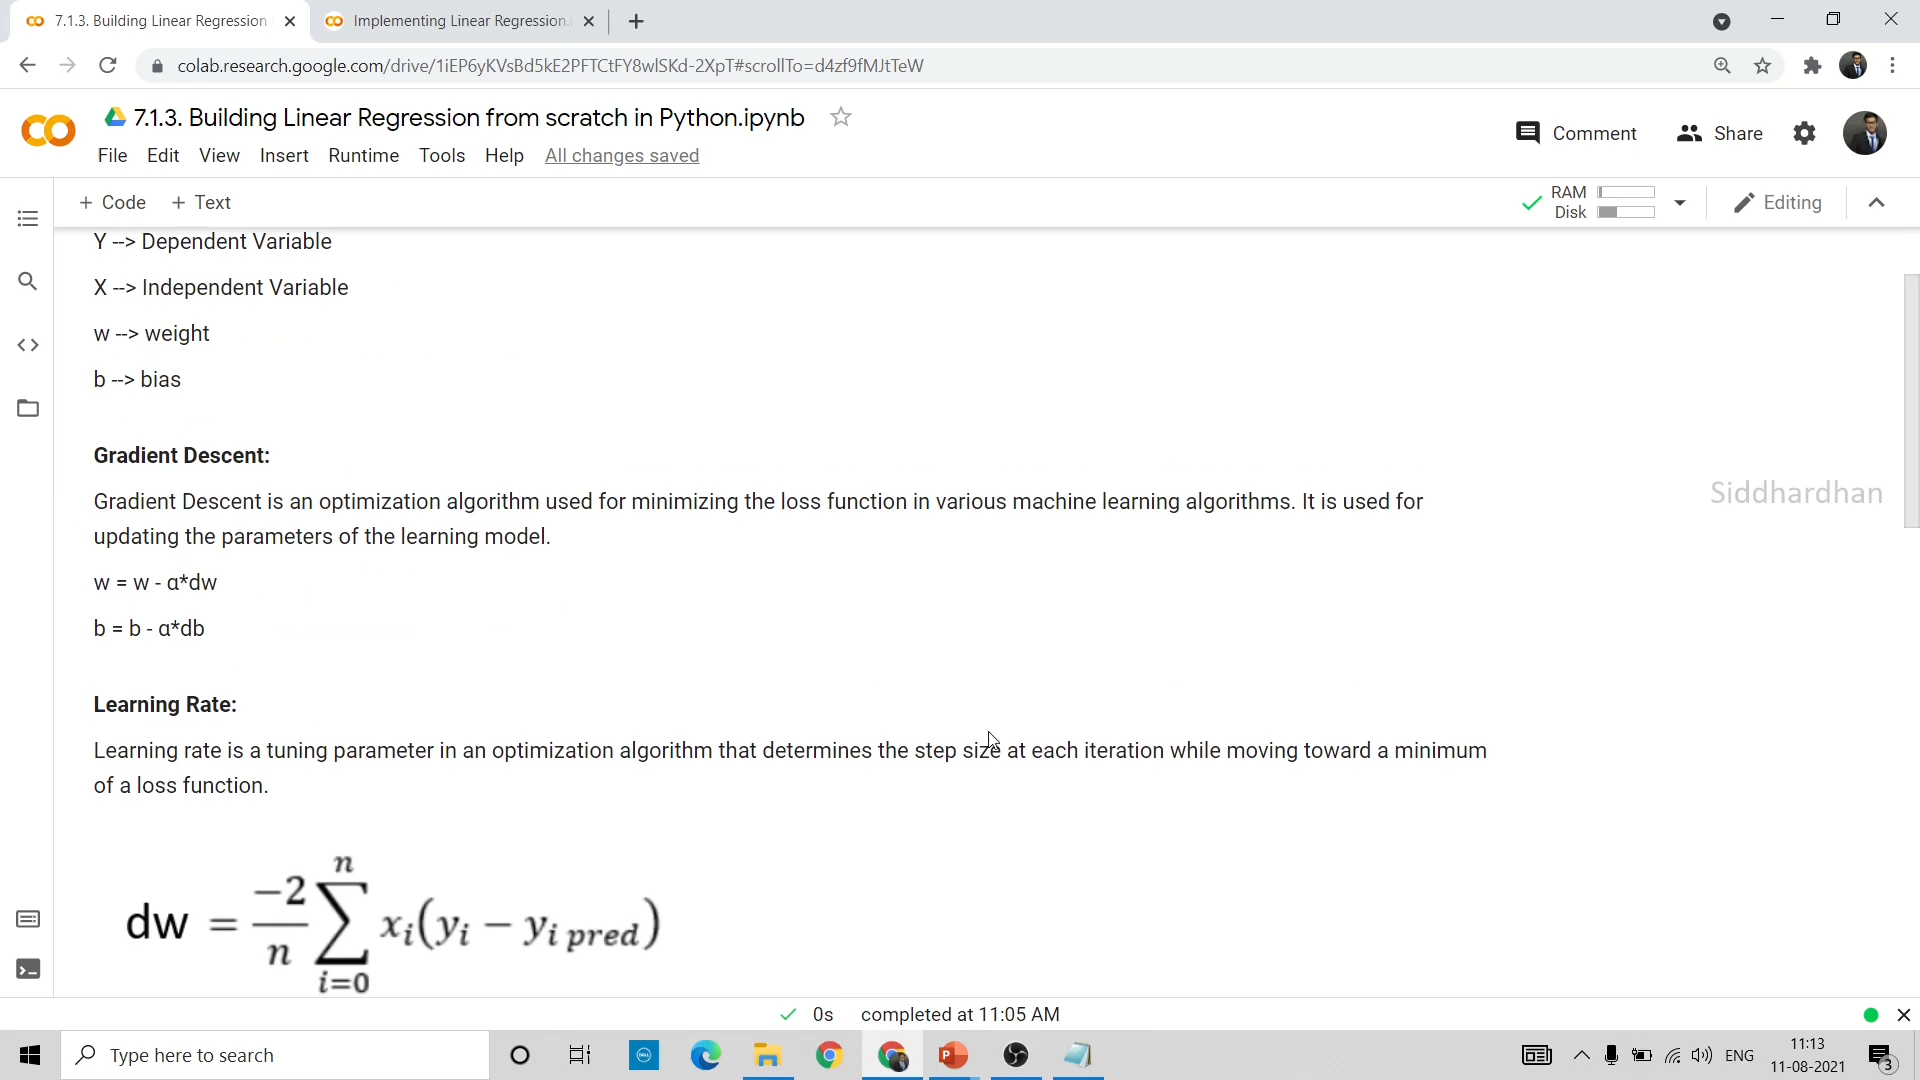 7.1.3. Building Linear Regression
Implementing Linear Regression.
colab.research.google.com/drive/1iEP6yKVsBd5kE2PFTCtFY8wlSKd-2XpT#scrollTo=d4zf9fMJtTeW
7.1.3. Building Linear Regression from scratch in Python.ipynb
Comment
Share
File Edit View Insert Runtime Tools Help All changes saved
+ Code + Text
RAM
Disk
Editing
Y --> Dependent Variable
X --> Independent Variable
w --> weight
b --> bias
Gradient Descent:
Gradient Descent is an optimization algorithm used for minimizing the loss function in various machine learning algorithms. It is used for
updating the parameters of the learning model.
Siddhardhan
w = w - α*dw
b = b - α*db
Learning Rate:
Learning rate is a tuning parameter in an optimization algorithm that determines the step size at each iteration while moving toward a minimum
of a loss function.
dw = −2/n ∑ i=0 n xi(yi − yi pred)
0s completed at 11:05 AM
Type here to search
ENG
11:13
11-08-2021
3